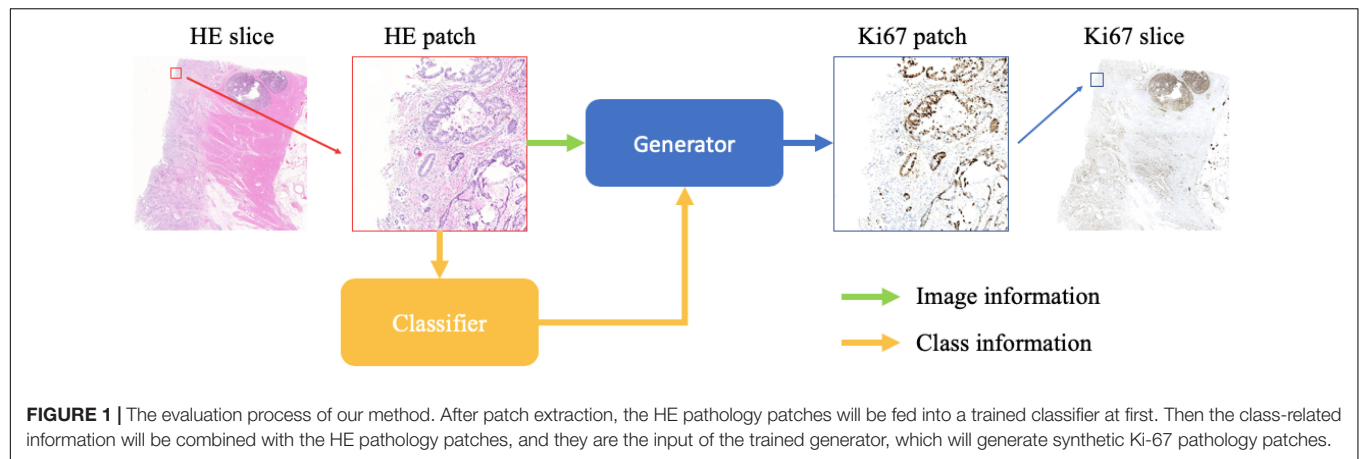 HE slice
HE patch
Ki67 patch
Ki67 slice
Generator
Classifier
Image information
Class information
FIGURE 1 | The evaluation process of our method. After patch extraction, the HE pathology patches will be fed into a trained classifier at first. Then the class-related
information will be combined with the HE pathology patches, and they are the input of the trained generator, which will generate synthetic Ki-67 pathology patches.